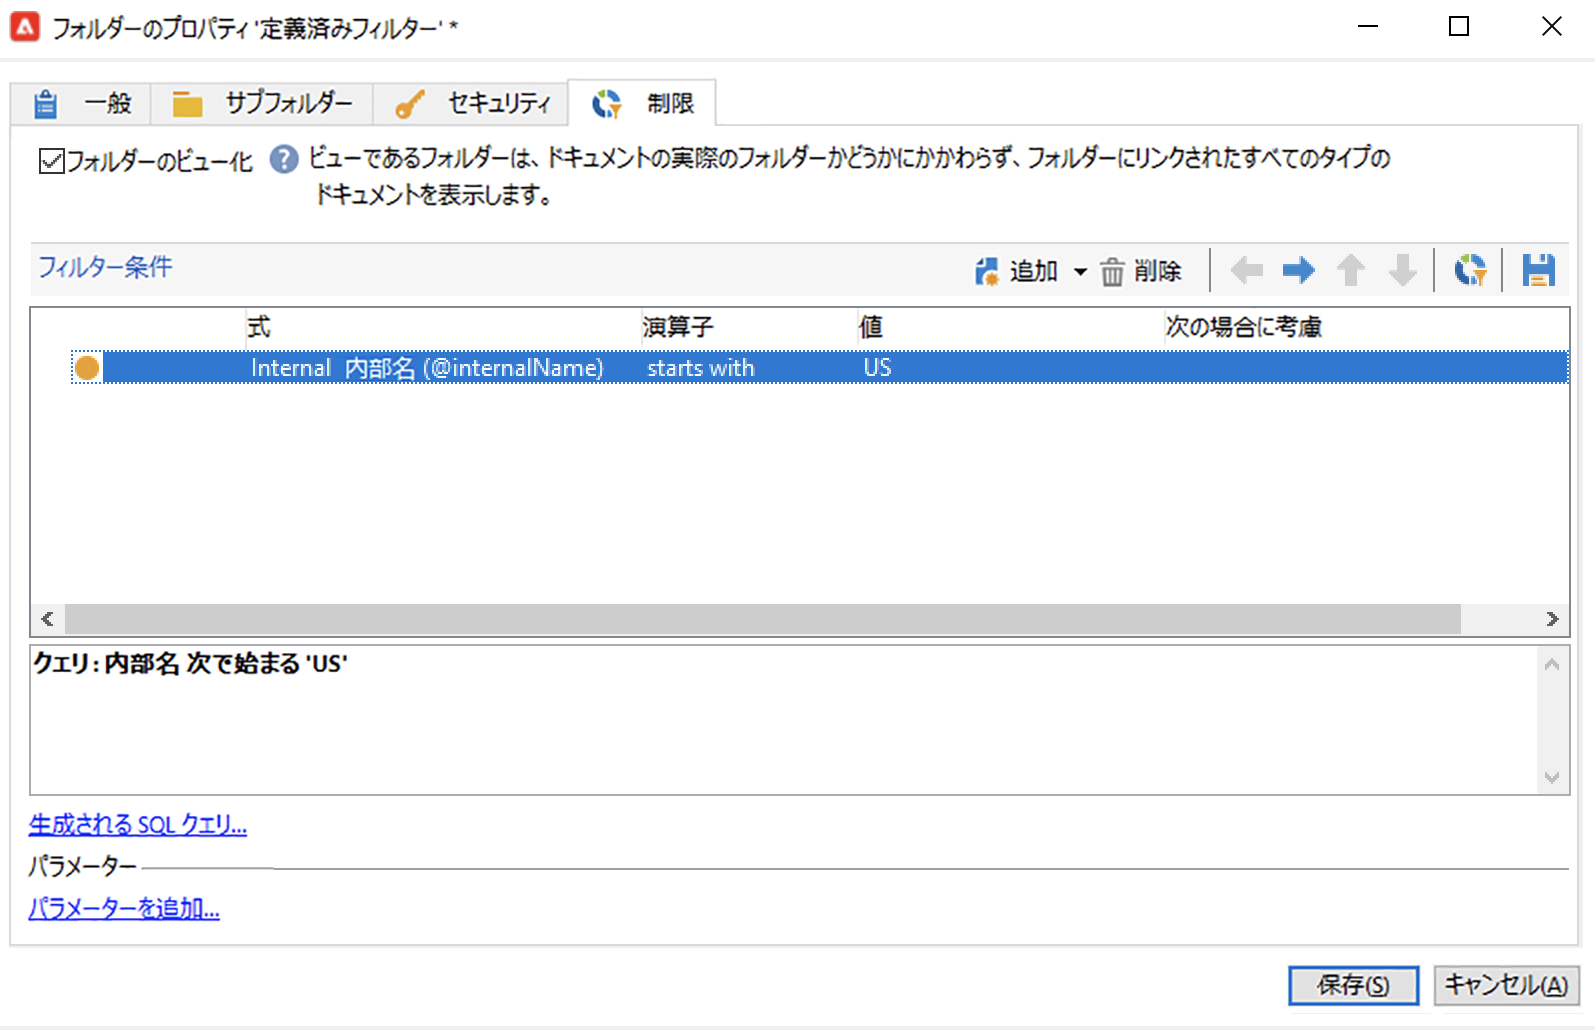 フォルダーのプロパティ '定義済みフィルター' *
一般 サブフォルダー セキュリティ 制限
フォルダーのビュー化 ? ビューであるフォルダーは、ドキュメントの実際のフォルダーかどうかにかかわらず、フォルダーにリンクされたすべてのタイプの
ドキュメントを表示します。
フィルター条件 追加 削除
式 演算子 値 次の場合に考慮
Internal 内部名 (@internalName) starts with US
クエリ: 内部名 次で始まる 'US'
生成される SQL クエリ...
パラメーター
パラメーターを追加...
保存(S) キャンセル(A)